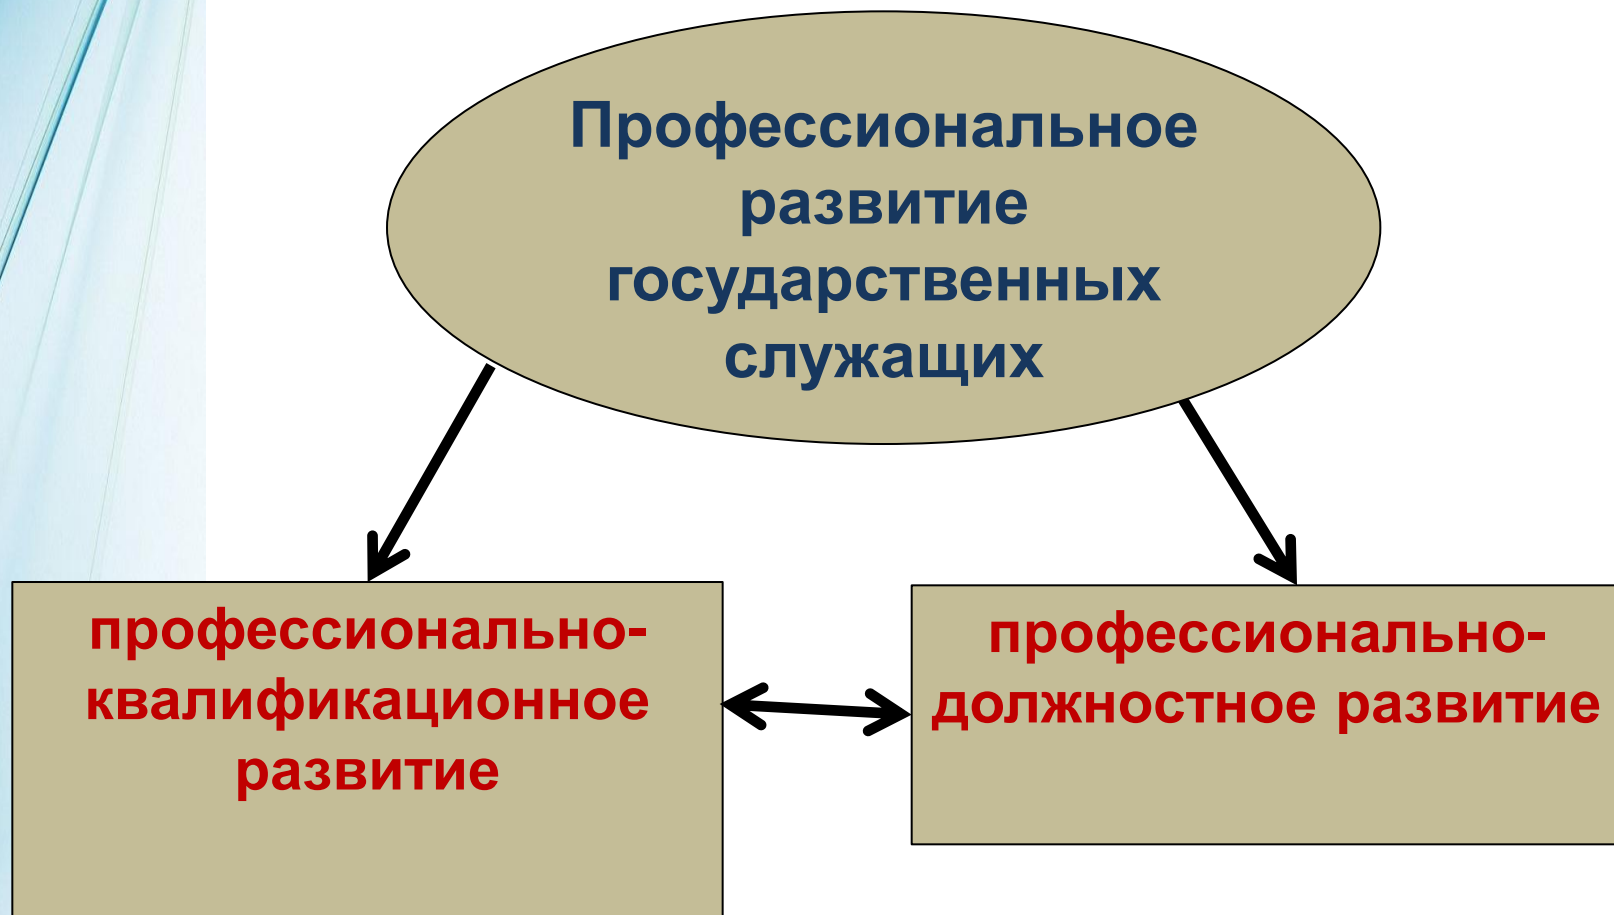 Профессиональное
развитие
государственных
служащих
профессионально-
квалификационное
развитие
профессионально-
должностное развитие